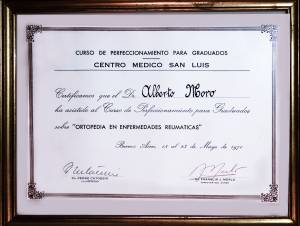 CURSO DE PERFECCIONAMIENTO PARA GRADUADOS
CENTRO MEDICO SAN LUIS
Certificamos que el Dr. Alberto Moro
ha asistido al Curso de Perfeccionamiento para Graduados
sobre "ORTOPEDIA EN ENFERMEDADES REUMATICAS"
Buenos Aires, de Mayo de